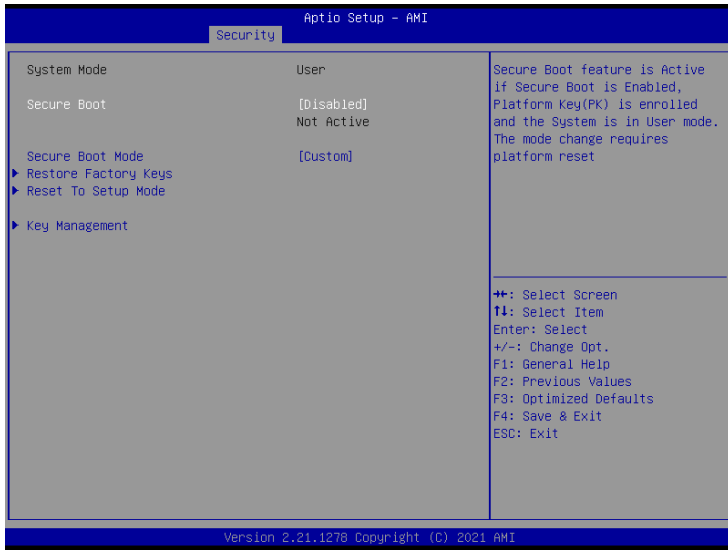 Aptio Setup – AMI
Security
System Mode User
Secure Boot [Disabled]
Not Active
Secure Boot Mode [Custom]
Restore Factory Keys
Reset To Setup Mode
Key Management
Secure Boot feature is Active
if Secure Boot is Enabled,
Platform Key(PK) is enrolled
and the System is in User mode.
The mode change requires
platform reset
→←: Select Screen
↑↓: Select Item
Enter: Select
+/-: Change Opt.
F1: General Help
F2: Previous Values
F3: Optimized Defaults
F4: Save & Exit
ESC: Exit
Version 2.21.1278 Copyright (C) 2021 AMI